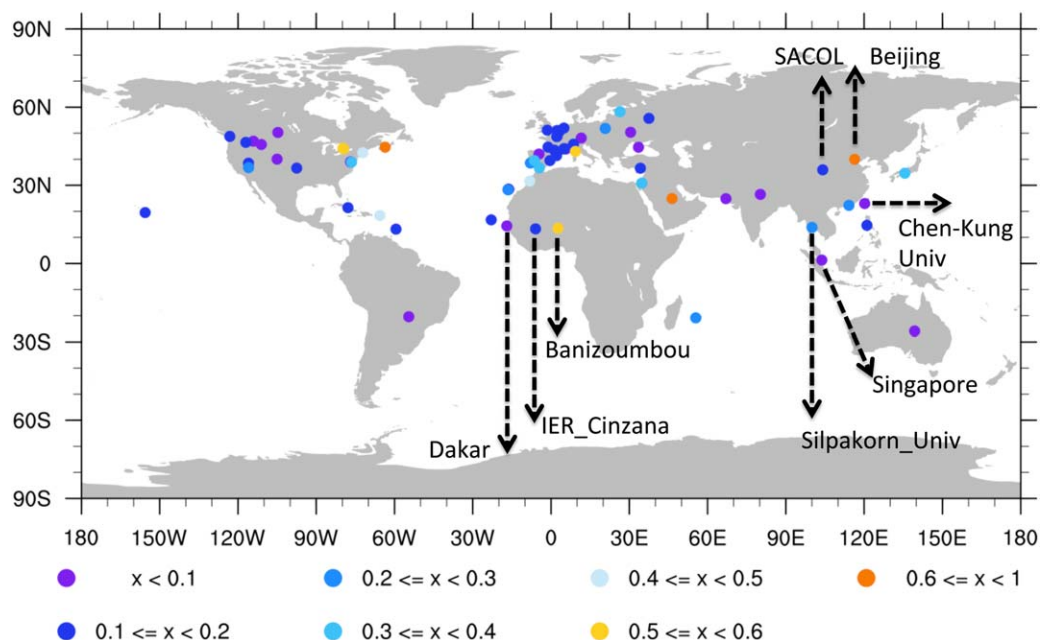 90N
SACOL Beijing
60N
30N
Chen-Kung
Univ
0
30S
Banizoumbou
Singapore
60S
IER_Cinzana
Dakar
Silpakorn_Univ
90S
180 150W 120W 90W 60W 30W 0 30E 60E 90E 120E 150E 180
x < 0.1 0.2 <= x < 0.3 0.4 <= x < 0.5 0.6 <= x < 1
0.1 <= x < 0.2 0.3 <= x < 0.4 0.5 <= x < 0.6